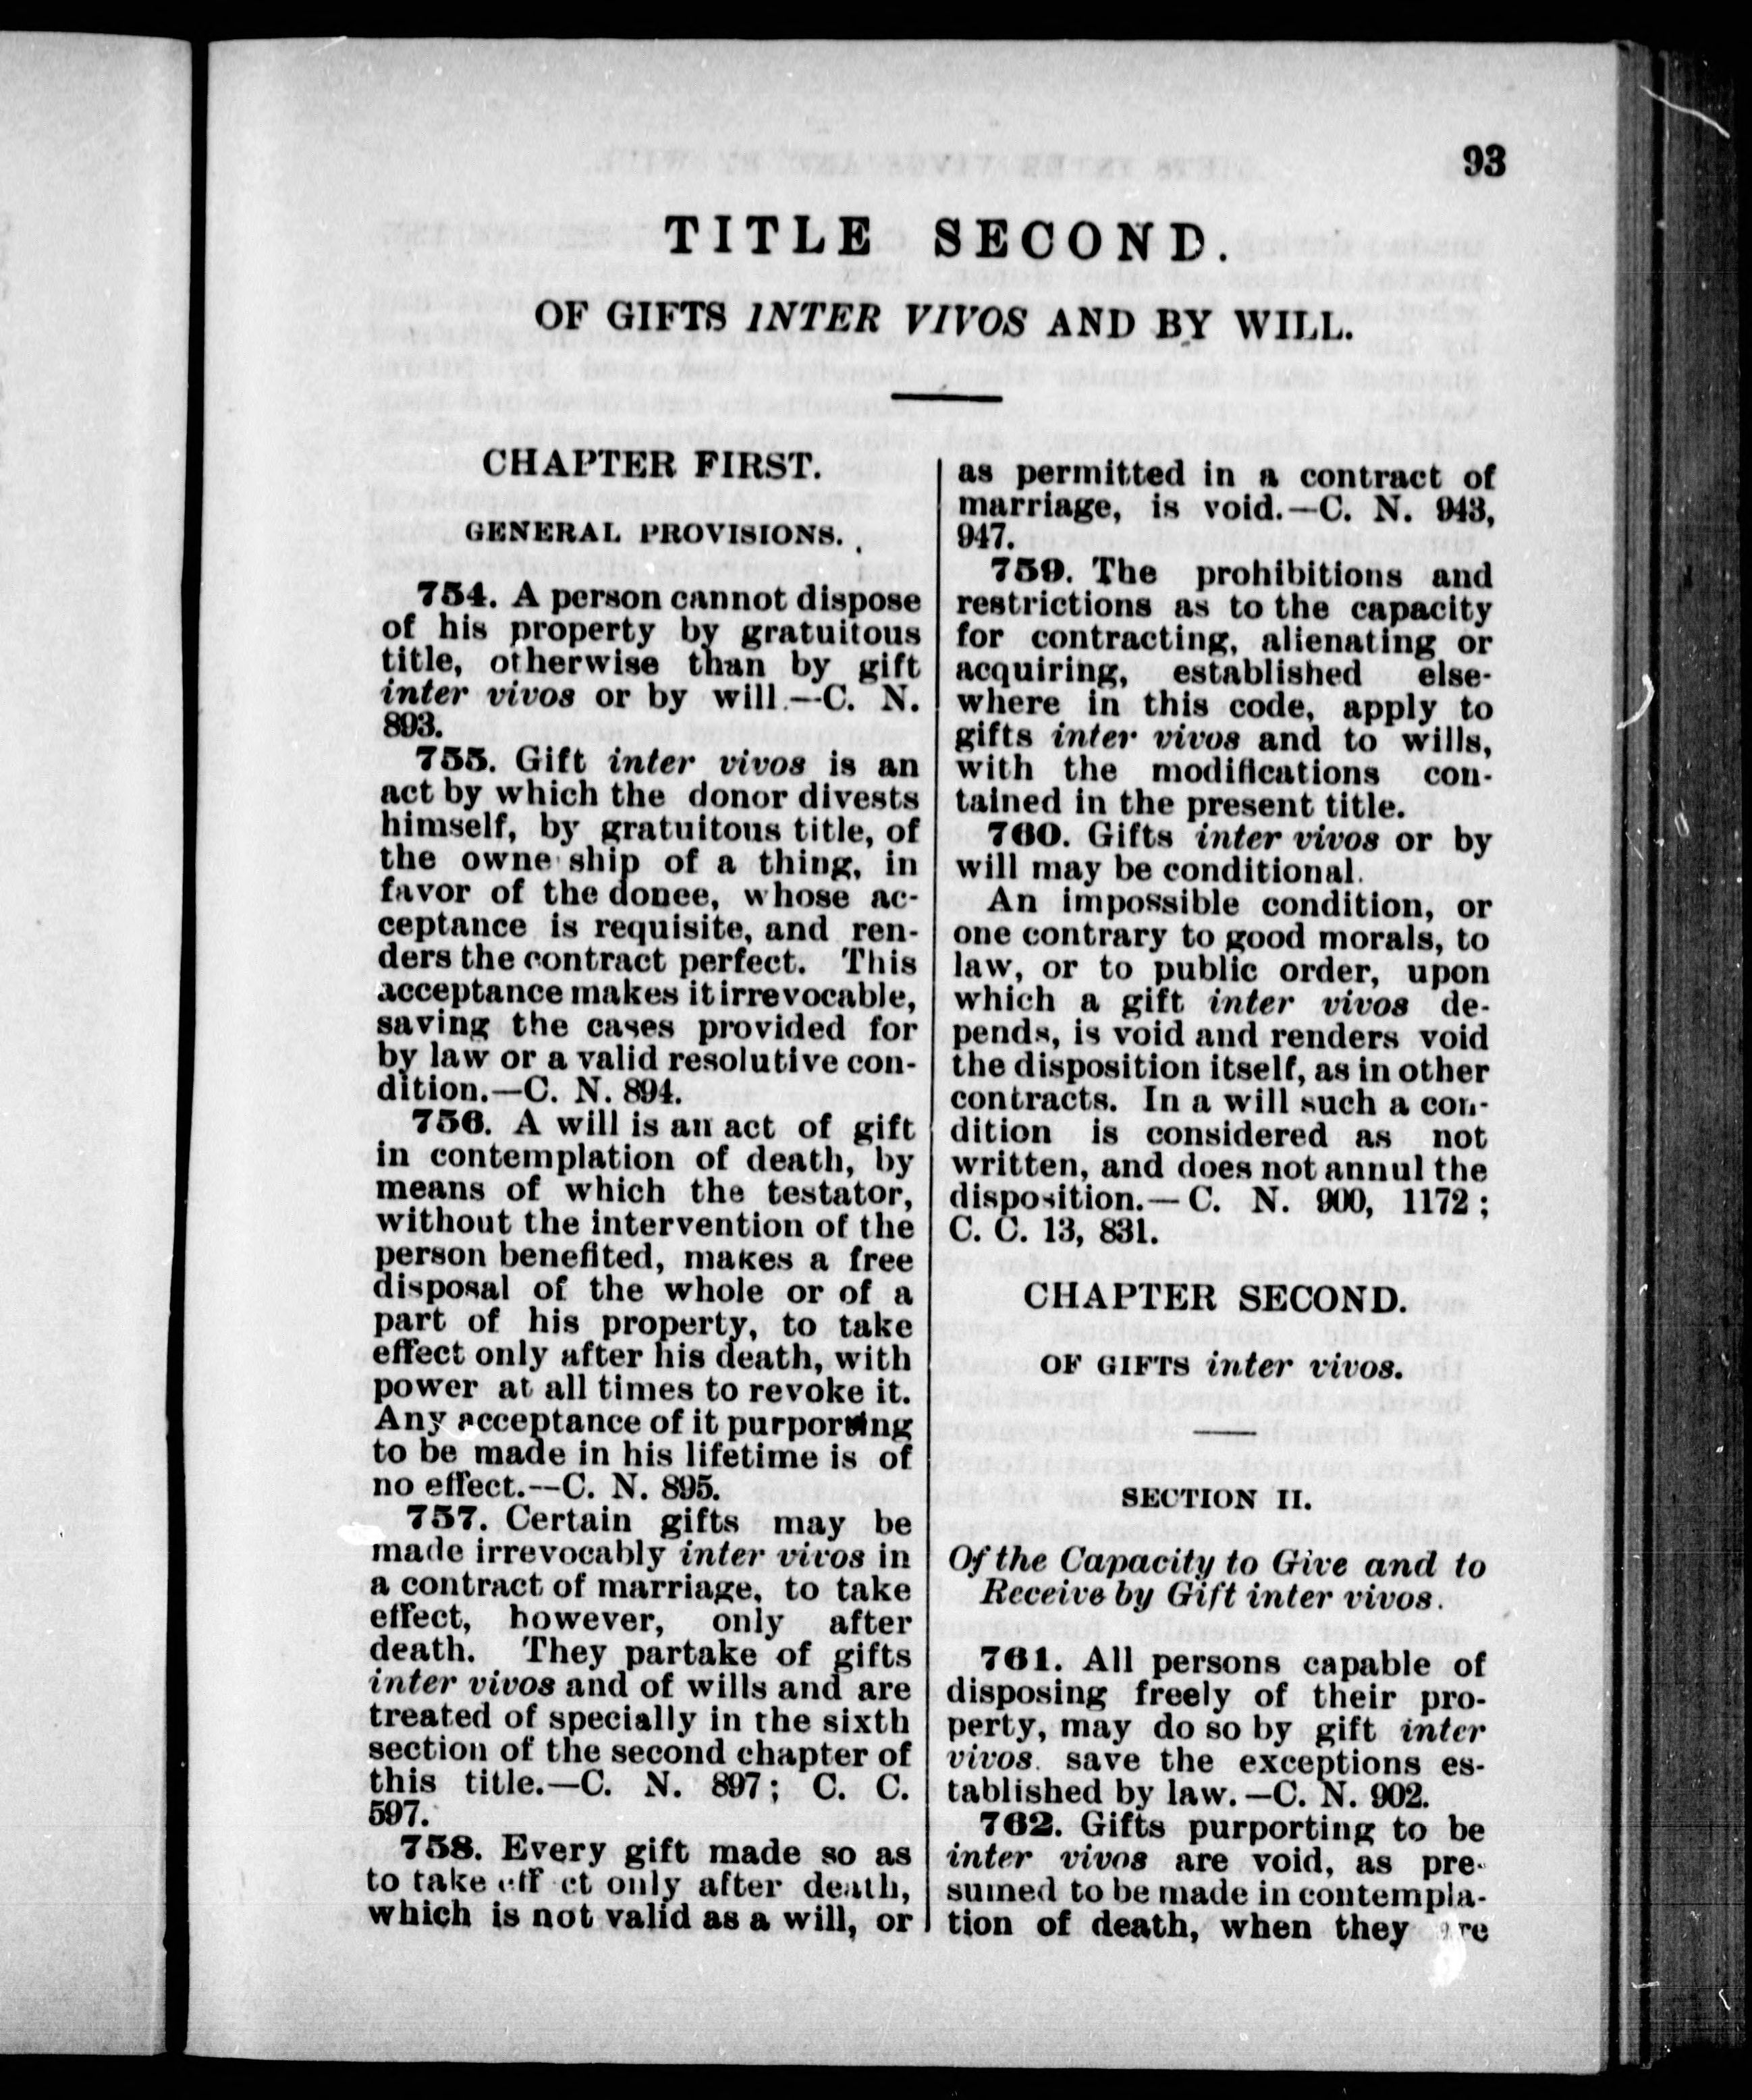 93
TITLE SECOND.
OF GIFTS INTER VIVOS AND BY WILL.
CHAPTER FIRST.
GENERAL PROVISIONS.
754. A person cannot dispose
of his property by gratuitous
title, otherwise than by gift
inter vivos or by will.—C. N.
893.
755. Gift inter vivos is an
act by which the donor divests
himself, by gratuitous title, of
the ownership of a thing, in
favor of the donee, whose ac-
ceptance is requisite, and ren-
ders the contract perfect. This
acceptance makes it irrevocable,
saving the cases provided for
by law or a valid resolutive con-
dition.—C. N. 894.
756. A will is an act of gift
in contemplation of death, by
means of which the testator,
without the intervention of the
person benefited, makes a free
disposal of the whole or of a
part of his property, to take
effect only after his death, with
power at all times to revoke it.
Any acceptance of it purporting
to be made in his lifetime is of
no effect.—C. N. 895.
757. Certain gifts may be
made irrevocably inter vivos in
a contract of marriage, to take
effect, however, only after
death. They partake of gifts
inter vivos and of wills and are
treated of specially in the sixth
section of the second chapter of
this title.—C. N. 897; C. C.
597.
758. Every gift made so as
to take effect only after death,
which is not valid as a will, or
as permitted in a contract of
marriage, is void.—C. N. 943,
947.
759. The prohibitions and
restrictions as to the capacity
for contracting, alienating or
acquiring, established else-
where in this code, apply to
gifts inter vivos and to wills,
with the modifications con-
tained in the present title.
760. Gifts inter vivos or by
will may be conditional.
An impossible condition, or
one contrary to good morals, to
law, or to public order, upon
which a gift inter vivos de-
pends, is void and renders void
the disposition itself, as in other
contracts. In a will such a con-
dition is considered as not
written, and does not annul the
disposition.—C. N. 900, 1172;
C. C. 13, 831.
CHAPTER SECOND.
OF GIFTS inter vivos.
SECTION II.
Of the Capacity to Give and to
Receive by Gift inter vivos.
761. All persons capable of
disposing freely of their pro-
perty, may do so by gift inter
vivos. save the exceptions es-
tablished by law.—C. N. 902.
762. Gifts purporting to be
inter vivos are void, as pre-
sumed to be made in contempla-
tion of death, when they are